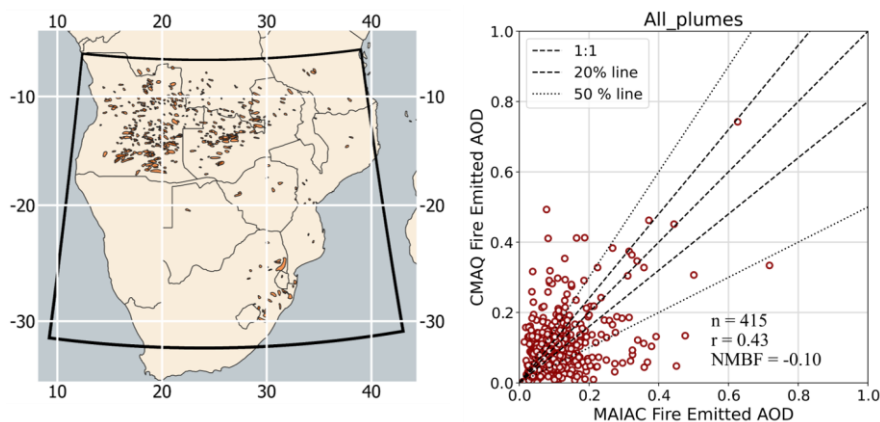 10 20 30 40
-10 -10
-20 -20
-30 -30
10 20 30 40
All_plumes
1:1
20% line
50 % line
1.0
0.8
0.6
0.4
0.2
0.0
CMAQ Fire Emitted AOD
n = 415
r = 0.43
NMBF = -0.10
0.0 0.2 0.4 0.6 0.8 1.0
MAIAC Fire Emitted AOD